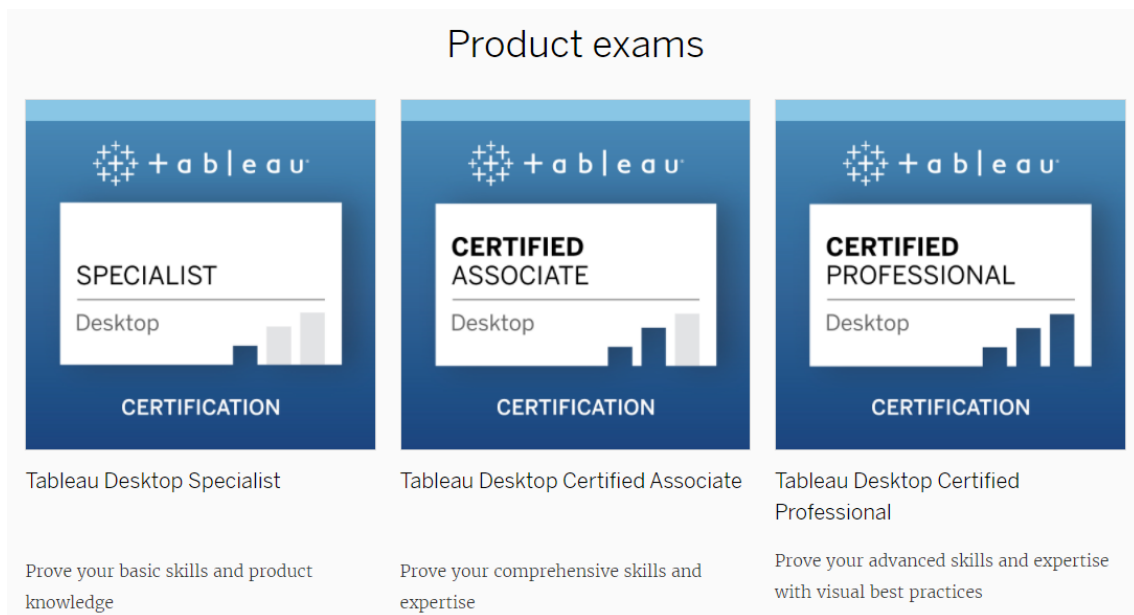 Product exams
+ a b | e a u
SPECIALIST
Desktop
CERTIFICATION
Tableau Desktop Specialist
Prove your basic skills and product
knowledge
+ a b | e a u
CERTIFIED
ASSOCIATE
Desktop
CERTIFICATION
Tableau Desktop Certified Associate
Prove your comprehensive skills and
expertise
+ a b | e a u
CERTIFIED
PROFESSIONAL
Desktop
CERTIFICATION
Tableau Desktop Certified
Professional
Prove your advanced skills and expertise
with visual best practices